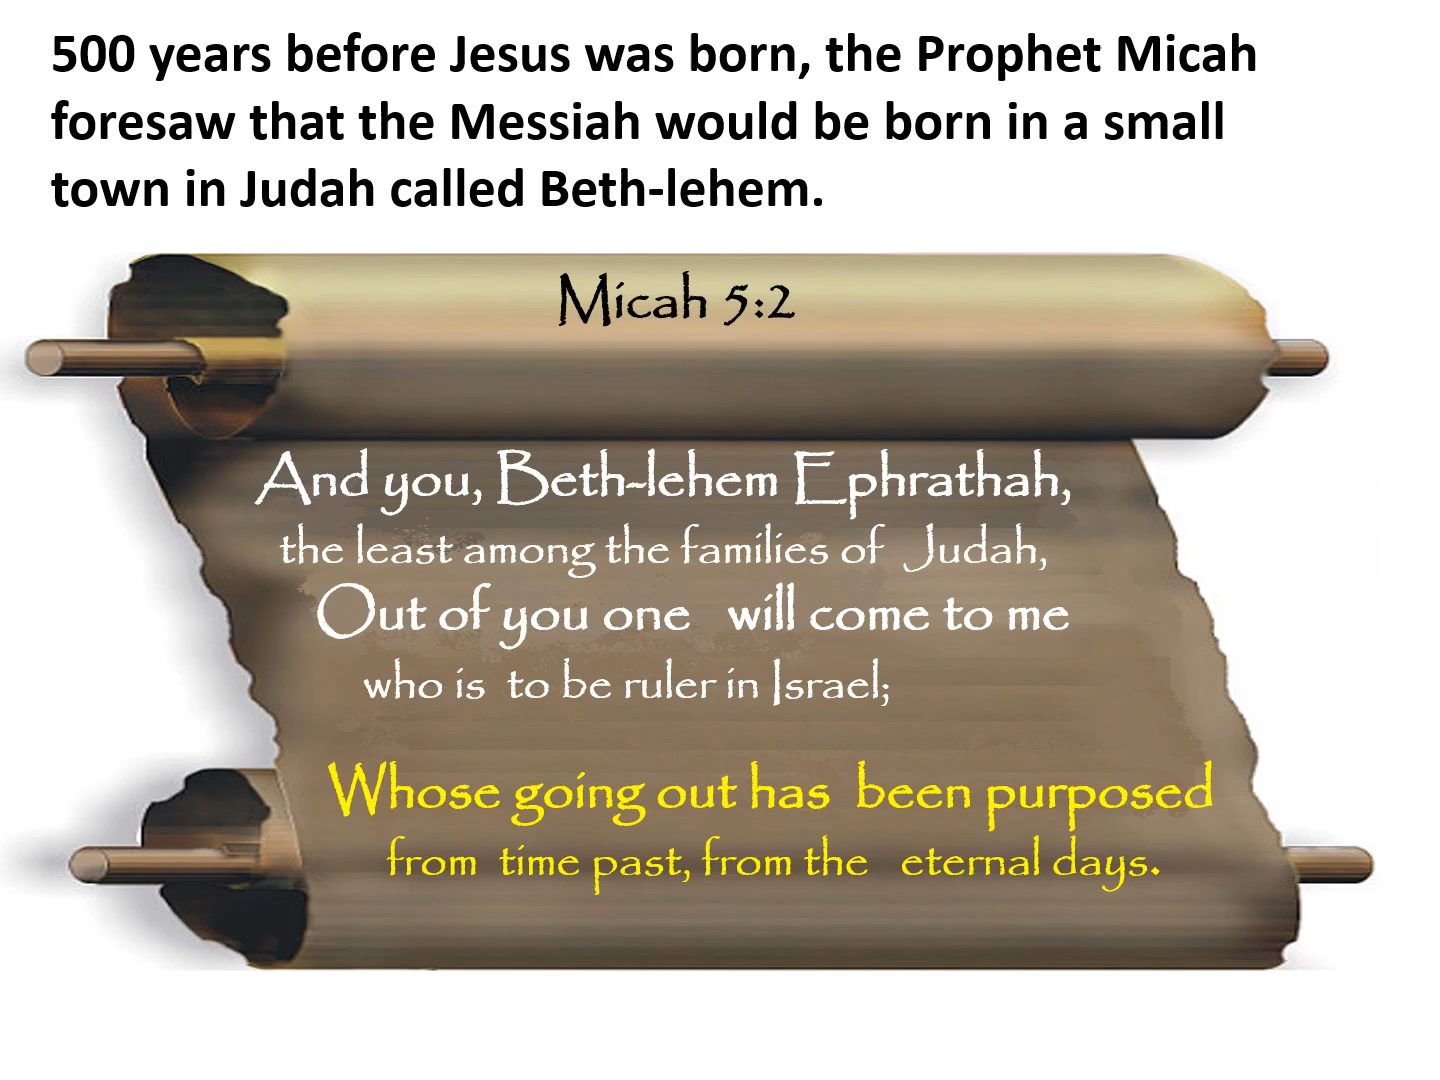 500 years before Jesus was born, the Prophet Micah
foresaw that the Messiah would be born in a small
town in Judah called Beth-lehem.
Micah 5:2
And you, Beth-lehem Ephrathah,
the least among the families of Judah,
Out of you one will come to me
who is to be ruler in Israel;
Whose going out has been purposed
from time past, from the eternal days.